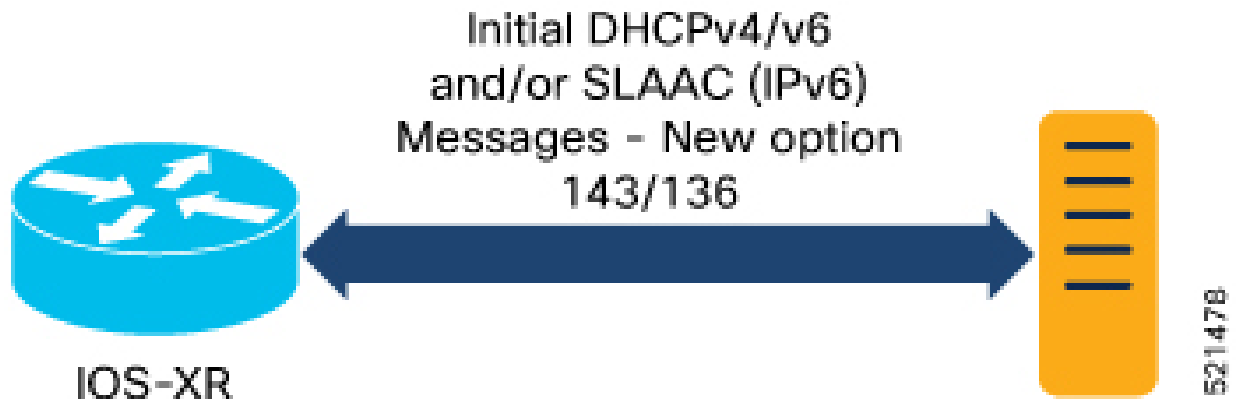 Initial DHCPv4/v6
and/or SLAAC (IPv6)
Messages - New option
143/136
IOS-XR
521478